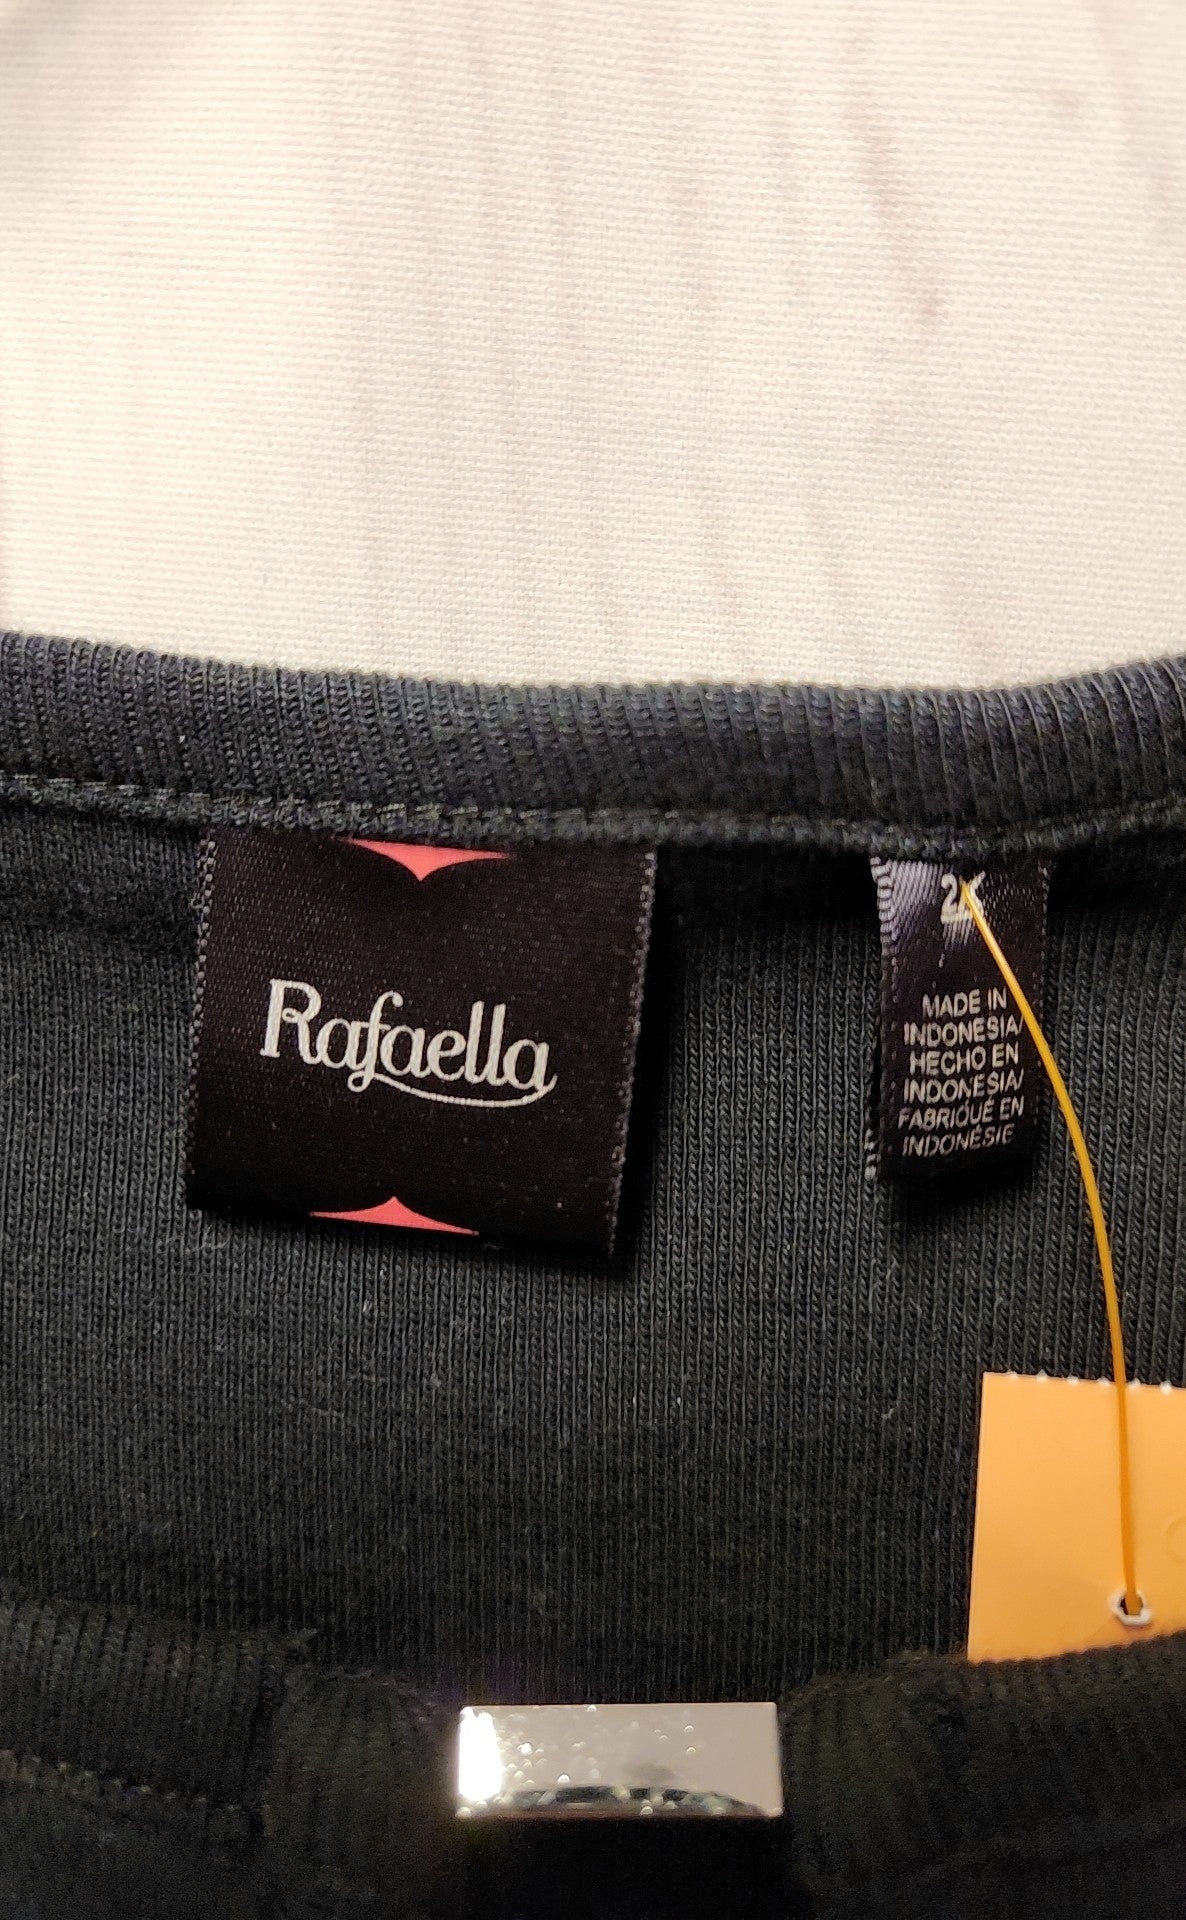 Rafaella
2X
MADE IN
INDONESIA/
HECHO EN
INDONESIA/
FABRIQUÉ EN
INDONÉSIE